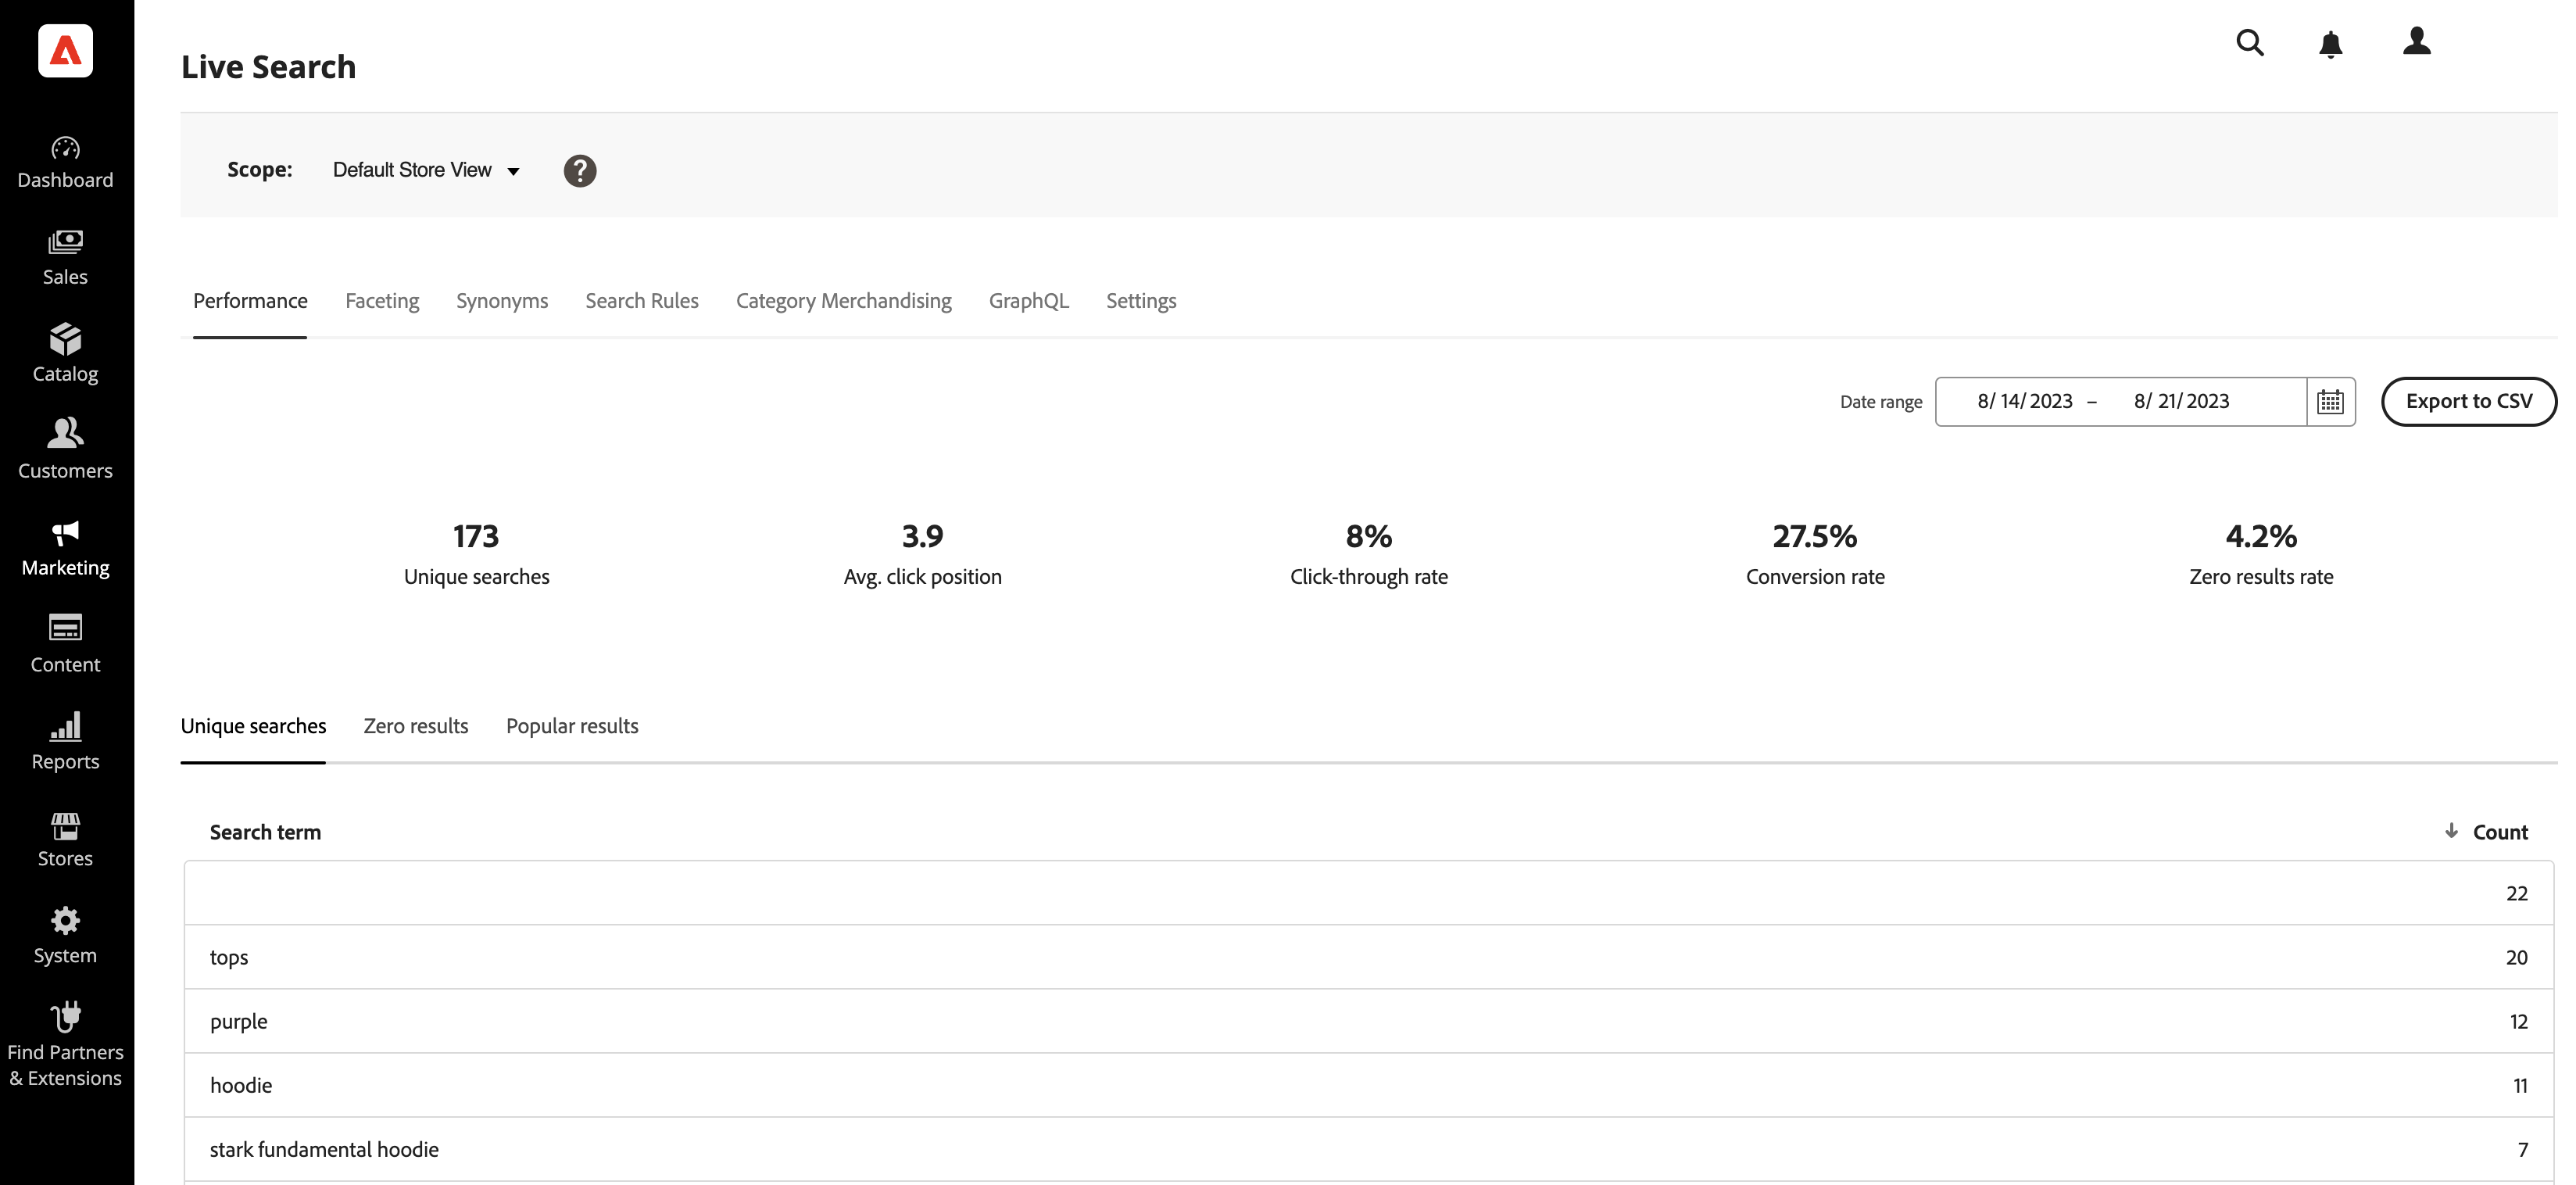 Live Search
Scope: Default Store View ?
Dashboard
Sales
Catalog
Customers
Marketing
Content
Reports
Stores
System
Find Partners
& Extensions
Performance Faceting Synonyms Search Rules Category Merchandising GraphQL Settings
Date range 8/ 14/ 2023 – 8/ 21/ 2023 Export to CSV
173 3.9 8% 27.5% 4.2%
Unique searches Avg. click position Click-through rate Conversion rate Zero results rate
Unique searches Zero results Popular results
Search term Count
22
tops 20
purple 12
hoodie 11
stark fundamental hoodie 7